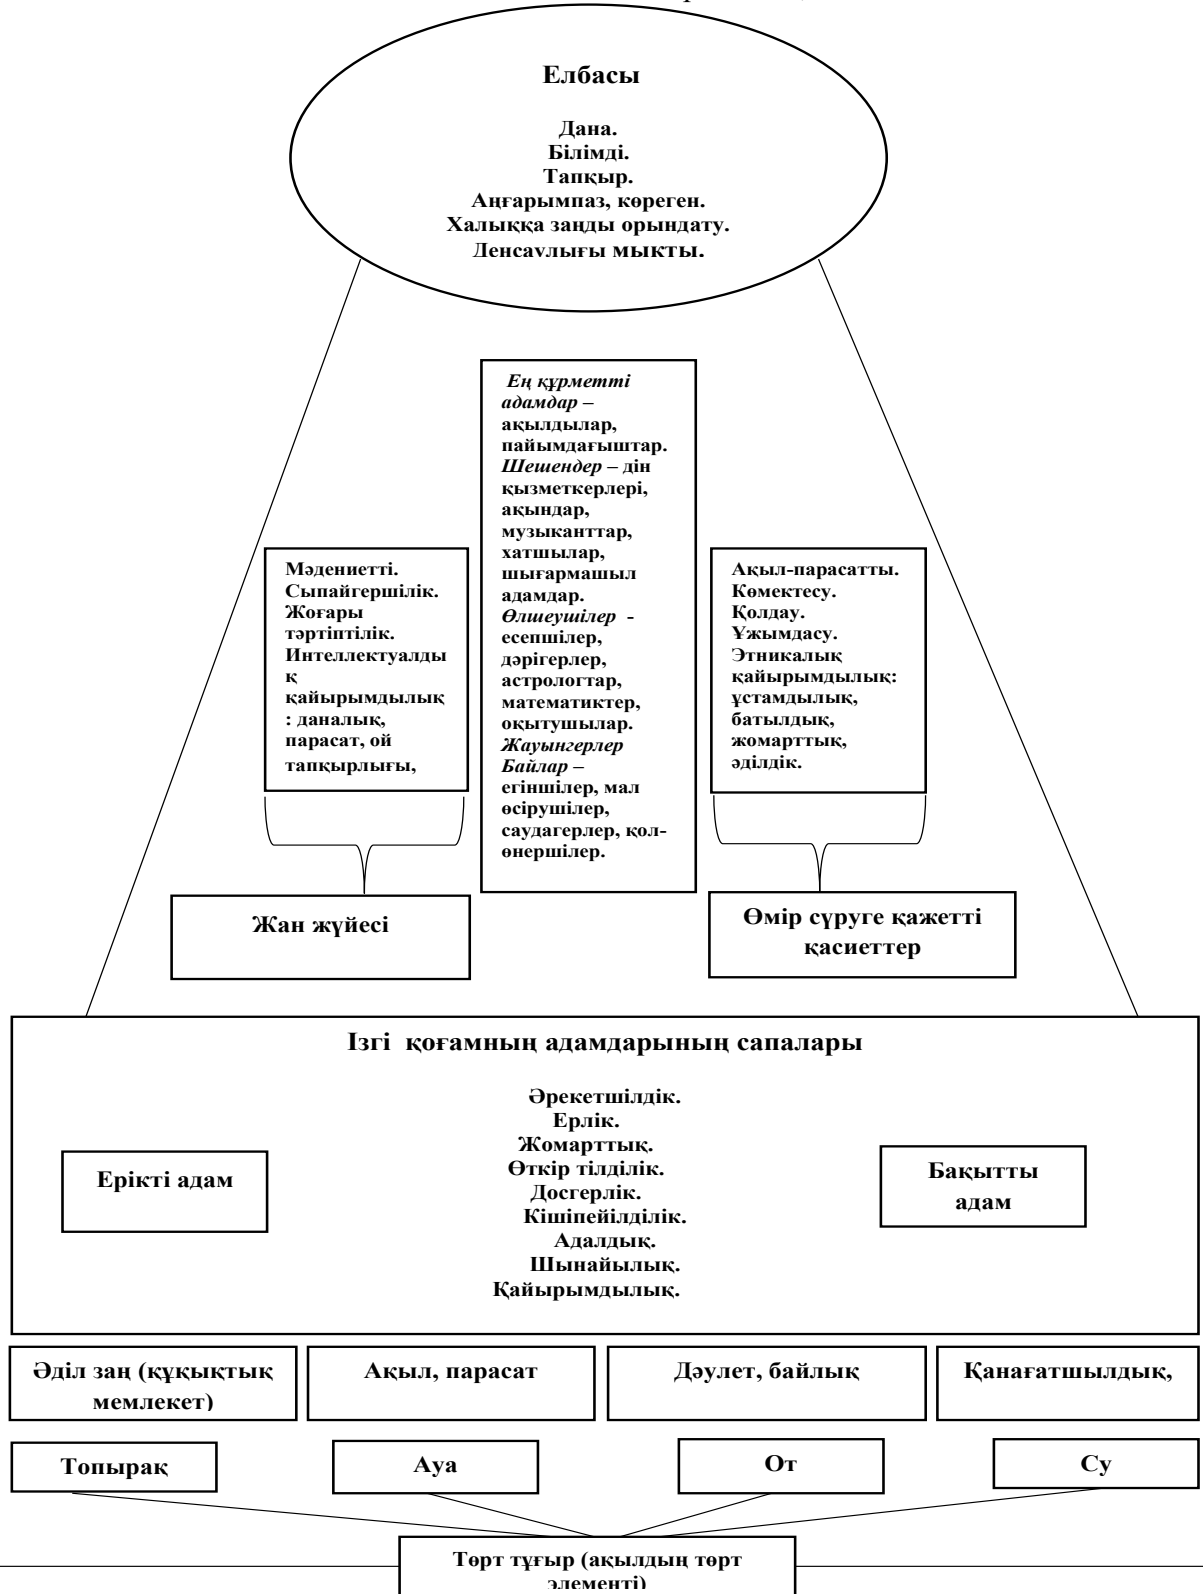 Елбасы
Дана.
Білімді.
Тапқыр.
Аңғарымпаз, көреген.
Халыққа заңды орындату.
Денсаулығы мықты.
Ең құрметті
адамдар –
ақылдылар,
пайымдағыштар.
Шешендер – дін
қызметкерлері,
ақындар,
музыканттар,
хатшылар,
шығармашыл
адамдар.
Өлшеушілер -
есепшілер,
дәрігерлер,
астрологтар,
математиктер,
оқытушылар.
Жауынгерлер
Байлар –
егіншілер, мал
өсірушілер,
саудагерлер, қол-
өнершілер.
Мәдениетті.
Сыпайгершілік.
Жоғары
тәртіптілік.
Интеллектуалды
қ
қайырымдылық
: даналық,
парасат, ой
тапқырлығы,
Ақыл-парасатты.
Көмектесу.
Қолдау.
Ұжымдасу.
Этникалық
қайырымдылық:
ұстамдылық,
батылдық,
жомарттық,
әділдік.
Жан жүйесі
Өмір сүруге қажетті
қасиеттер
Ізгі қоғамның адамдарының сапалары
Әрекетшілдік.
Ерлік.
Жомарттық.
Өткір тілділік.
Досгерлік.
Кішіпейілділік.
Адалдық.
Шынайылық.
Қайырымдылық.
Ерікті адам
Бақытты
адам
Әділ заң (құқықтық
мемлекет)
Ақыл, парасат
Дәулет, байлық
Қанағатшылдық,
Топырақ
Ауа
От
Су
Төрт тұғыр (ақылдың төрт
элементі)